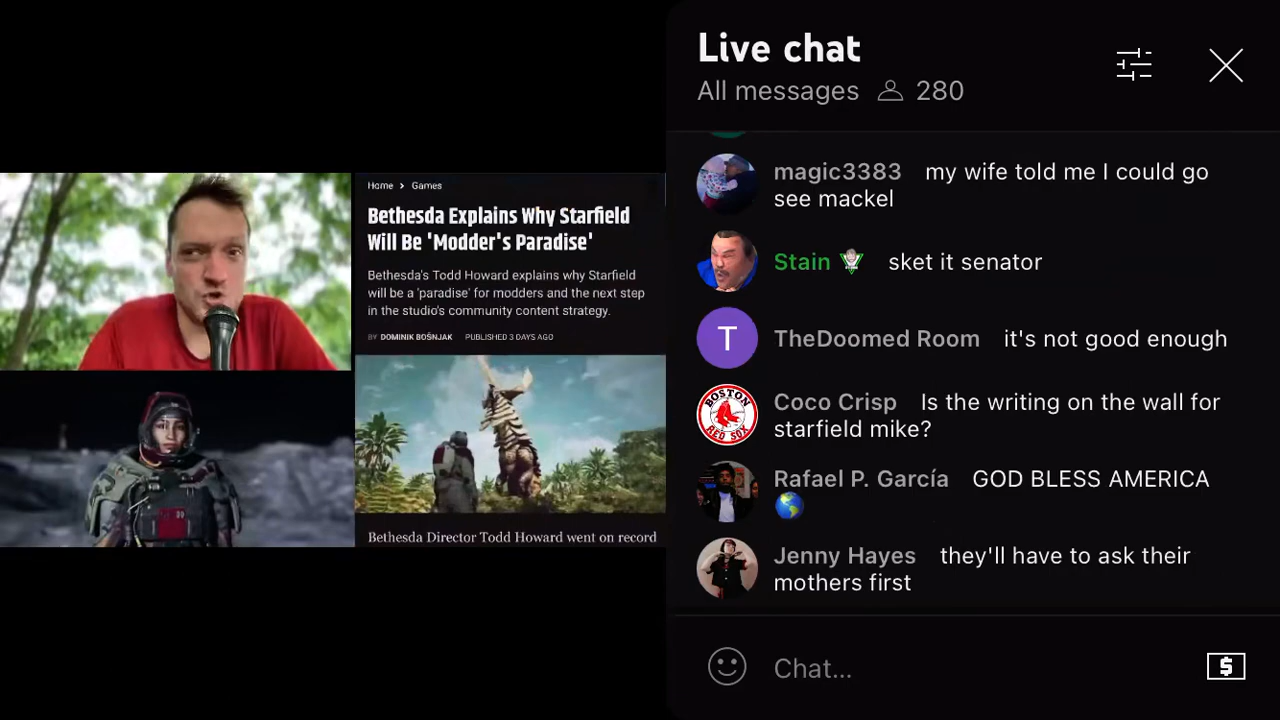 Home > Games
Bethesda Explains Why Starfield
Will Be 'Modder's Paradise'
Bethesda's Todd Howard explains why Starfield
will be a 'paradise' for modders and the next step
in the studio's community content strategy.
BY DOMINIK BOŠNJAK PUBLISHED 3 DAYS AGO
Bethesda Director Todd Howard went on record
Live chat
All messages 280
magic3383 my wife told me I could go
see mackel
Stain sket it senator
T
TheDoomed Room it's not good enough
BOSTON
RED SOX
Coco Crisp Is the writing on the wall for
starfield mike?
Rafael P. García GOD BLESS AMERICA
🌎
Jenny Hayes they'll have to ask their
mothers first
Chat...
$